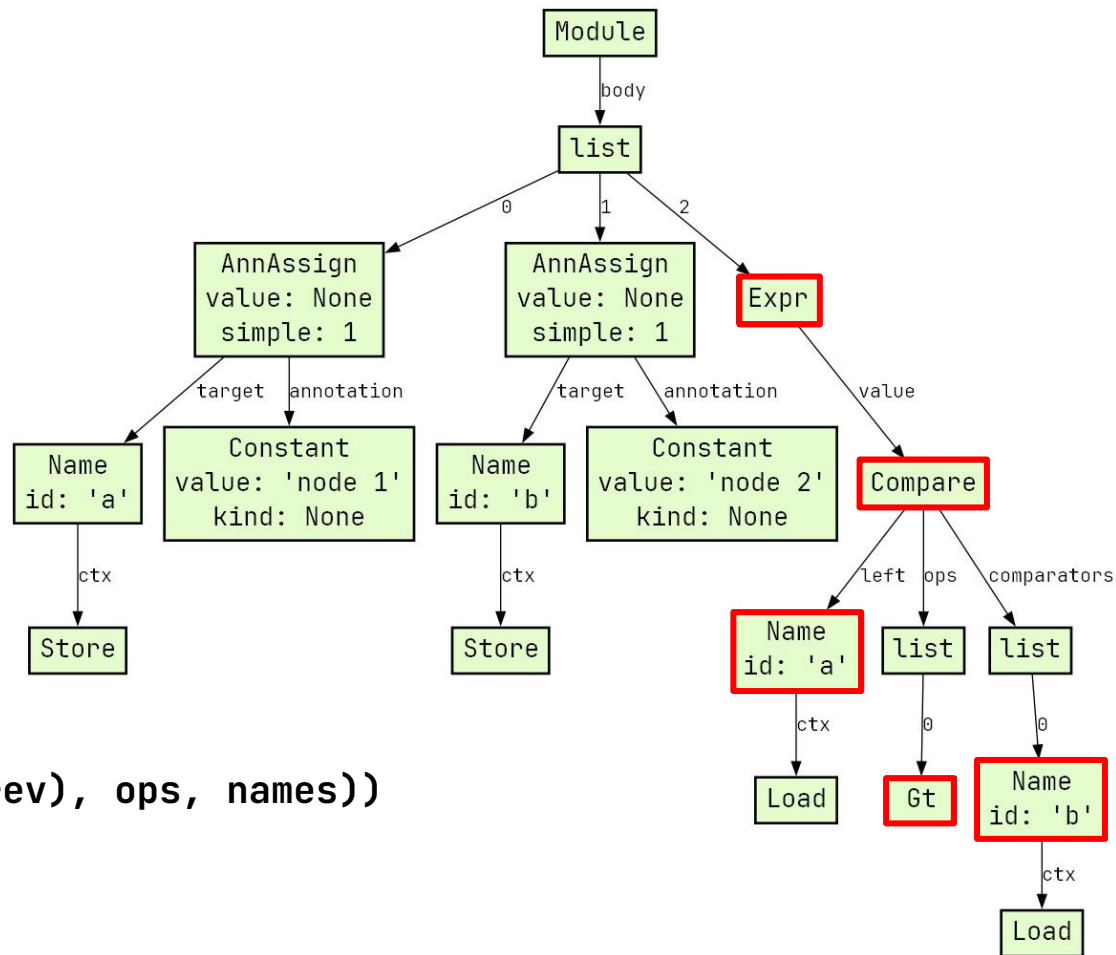 Module
body
list
0
1
2
AnnAssign
value: None
simple: 1
AnnAssign
value: None
simple: 1
Expr
target
annotation
target
annotation
value
Name
id: 'a'
Constant
value: 'node 1'
kind: None
Name
id: 'b'
Constant
value: 'node 2'
kind: None
Compare
ctx
ctx
left
ops
comparators
Store
Store
Name
id: 'a'
list
list
ctx
0
0
ev), ops, names))
Load
Gt
Name
id: 'b'
ctx
Load